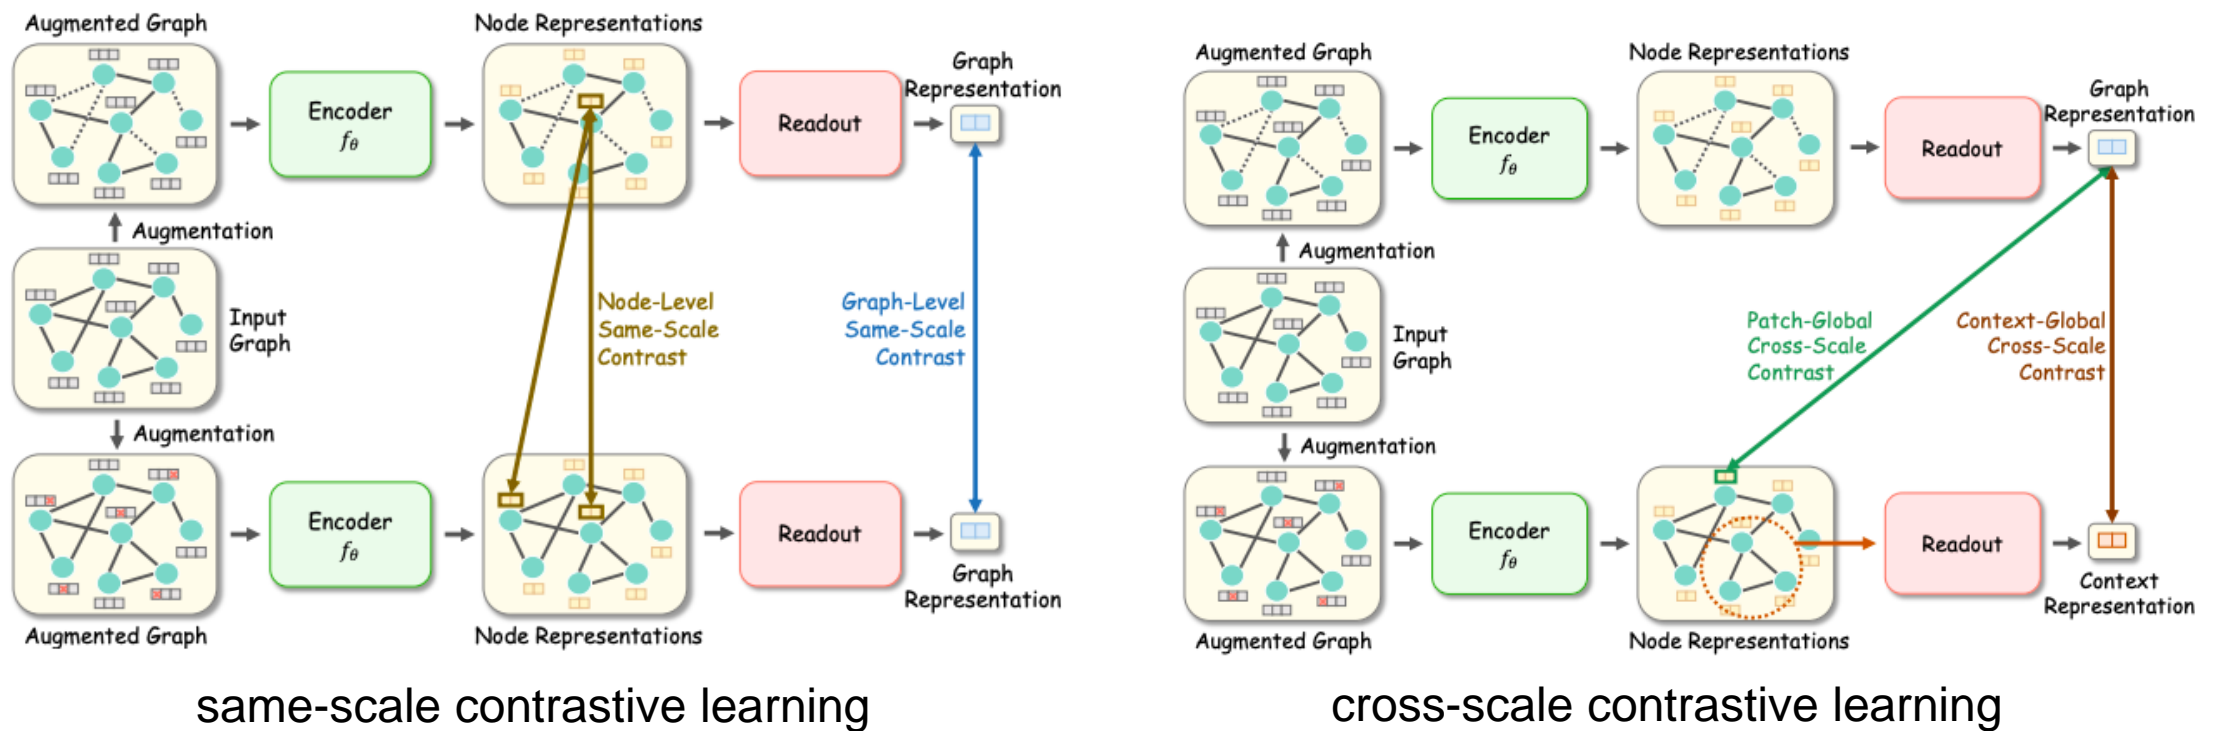 Augmented Graph
Node Representations
Encoder
fθ
Readout
Graph
Representation
Augmentation
Input
Graph
Node-Level
Same-Scale
Contrast
Graph-Level
Same-Scale
Contrast
Augmentation
Encoder
fθ
Readout
Graph
Representation
Augmented Graph
Node Representations
same-scale contrastive learning
Augmented Graph
Node Representations
Encoder
fθ
Readout
Graph
Representation
Augmentation
Input
Graph
Patch-Global
Cross-Scale
Contrast
Context-Global
Cross-Scale
Contrast
Augmentation
Encoder
fθ
Readout
Context
Representation
Augmented Graph
Node Representations
cross-scale contrastive learning